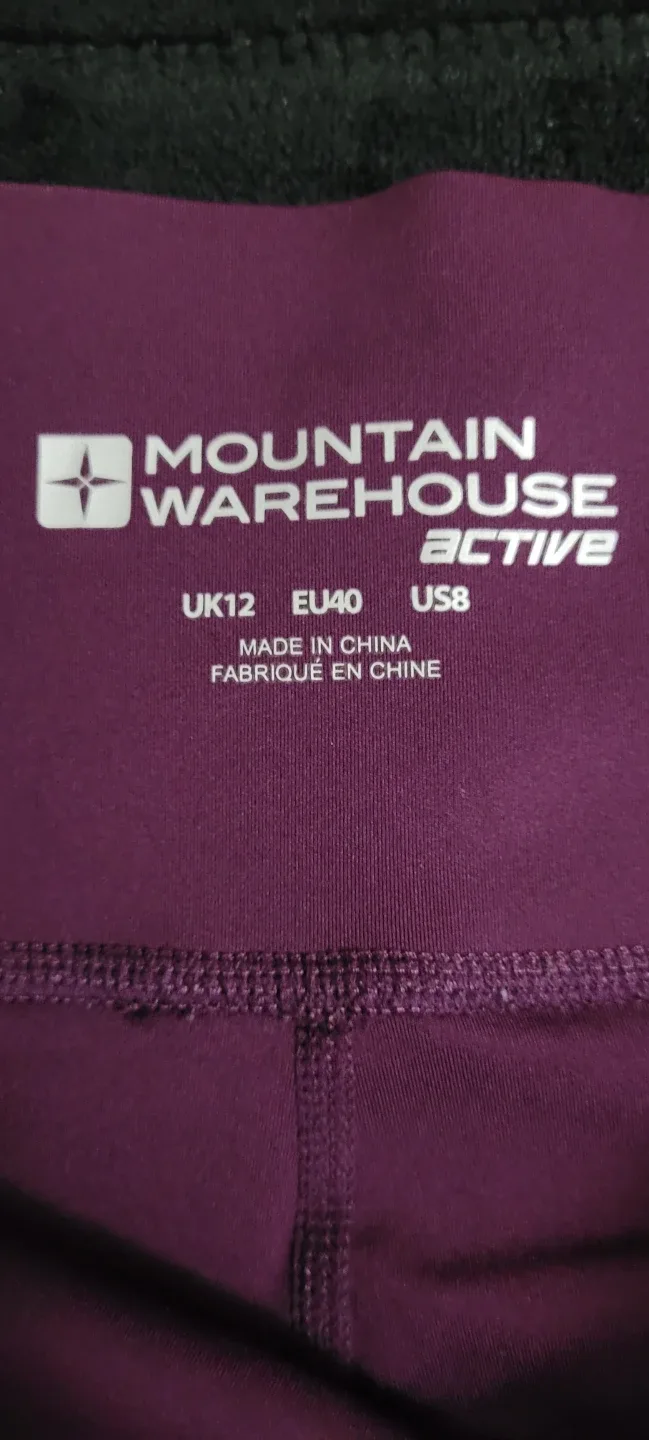 MOUNTAIN
WAREHOUSE
ACTIVE
UK12 EU40 US8
MADE IN CHINA
FABRIQUÉ EN CHINE